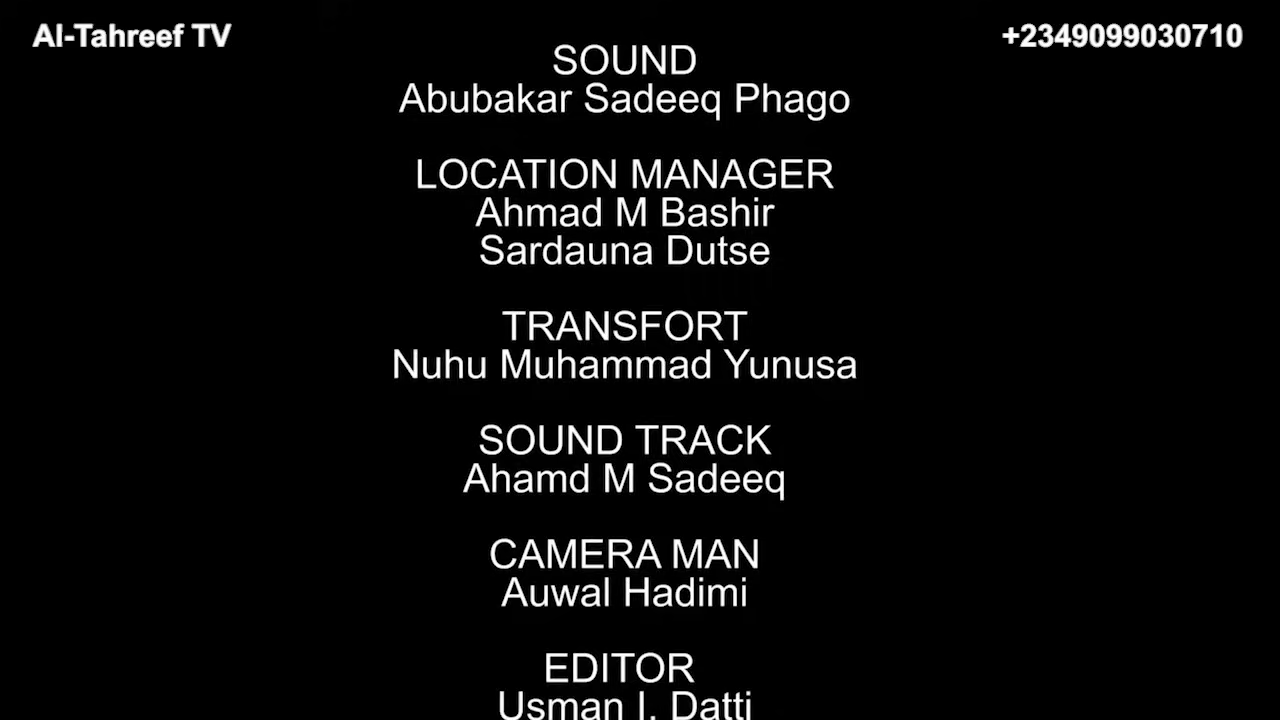 Al-Tahreef TV
+2349099030710
SOUND
Abubakar Sadeeq Phago
LOCATION MANAGER
Ahmad M Bashir
Sardauna Dutse
TRANSFORT
Nuhu Muhammad Yunusa
SOUND TRACK
Ahamd M Sadeeq
CAMERA MAN
Auwal Hadimi
EDITOR
Usman I. Datti